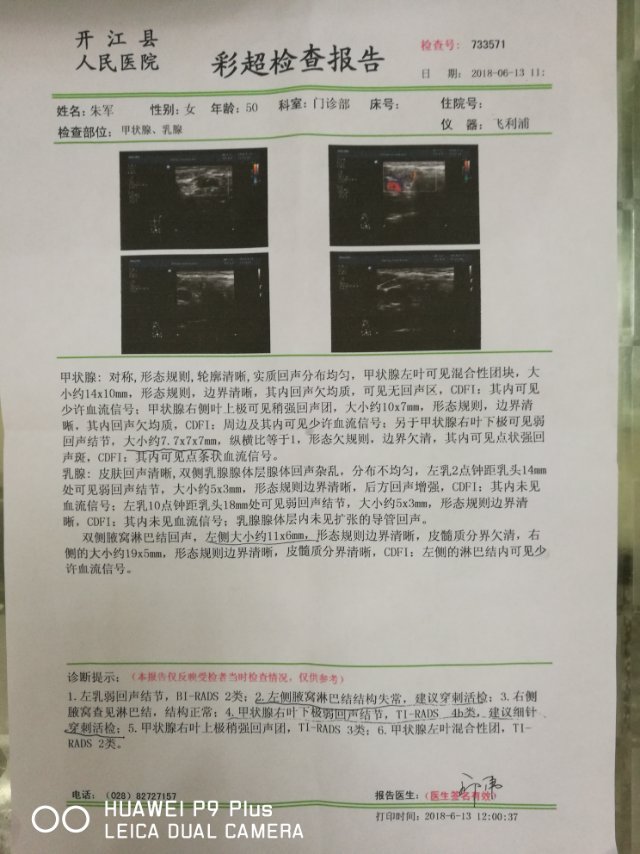 开江县
人民医院
彩超检查报告
检查号: 733571
日 期: 2018-06-13 11:
姓名: 朱军 性别: 女 年龄: 50 科室: 门诊部 床号: 住院号:
检查部位: 甲状腺、乳腺 仪 器: 飞利浦
甲状腺: 对称, 形态规则, 轮廓清晰, 实质回声分布均匀, 甲状腺左叶可见混合性团块, 大
小约14x10mm, 形态规则, 边界清晰, 其内回声欠均质, 可见无回声区, CDFI: 其内可见
少许血流信号; 甲状腺右侧叶上极可见稍强回声团, 大小约10x7mm, 形态规则, 边界清
晰, 其内回声欠均质, CDFI: 周边及其内可见少许血流信号; 另于甲状腺右叶下极可见弱
回声结节, 大小约7.7x7x7mm, 纵横比等于1, 形态欠规则, 边界欠清, 其内可见点状强回
声斑, CDFI: 其内可见点条状血流信号。
乳腺: 皮肤回声清晰, 双侧乳腺腺体层腺体回声杂乱, 分布不均匀, 左乳2点钟距乳头14mm
处可见弱回声结节, 大小约5x3mm, 形态规则边界清晰, 后方回声增强, CDFI: 其内未见
血流信号; 左乳10点钟距乳头18mm处可见弱回声结节, 大小约5x3mm, 形态规则边界清
晰, CDFI: 其内未见血流信号; 乳腺腺体层内未见扩张的导管回声。
双侧腋窝淋巴结回声, 左侧大小约11x6mm, 形态规则边界清晰, 皮髓质分界欠清, 右
侧的大小约19x5mm, 形态规则边界清晰, 皮髓质分界清晰, CDFI: 左侧的淋巴结内可见少
许血流信号。
诊断提示: (本报告仅反映受检者当时检查情况, 仅供参考)
1.左乳弱回声结节, BI-RADS 2类; 2.左侧腋窝淋巴结结构失常, 建议穿刺活检; 3.右侧
腋窝查见淋巴结, 结构正常; 4.甲状腺右叶下极弱回声结节, TI-RADS 4b类, 建议细针
穿刺活检; 5.甲状腺右叶上极稍强回声团, TI-RADS 3类; 6.甲状腺左叶混合性团, TI-
RADS 2类。
电话: (028) 82727157 报告医生: (医生签名有效)
打印时间: 2018-6-13 12:00:37
HUAWEI P9 Plus
LEICA DUAL CAMERA